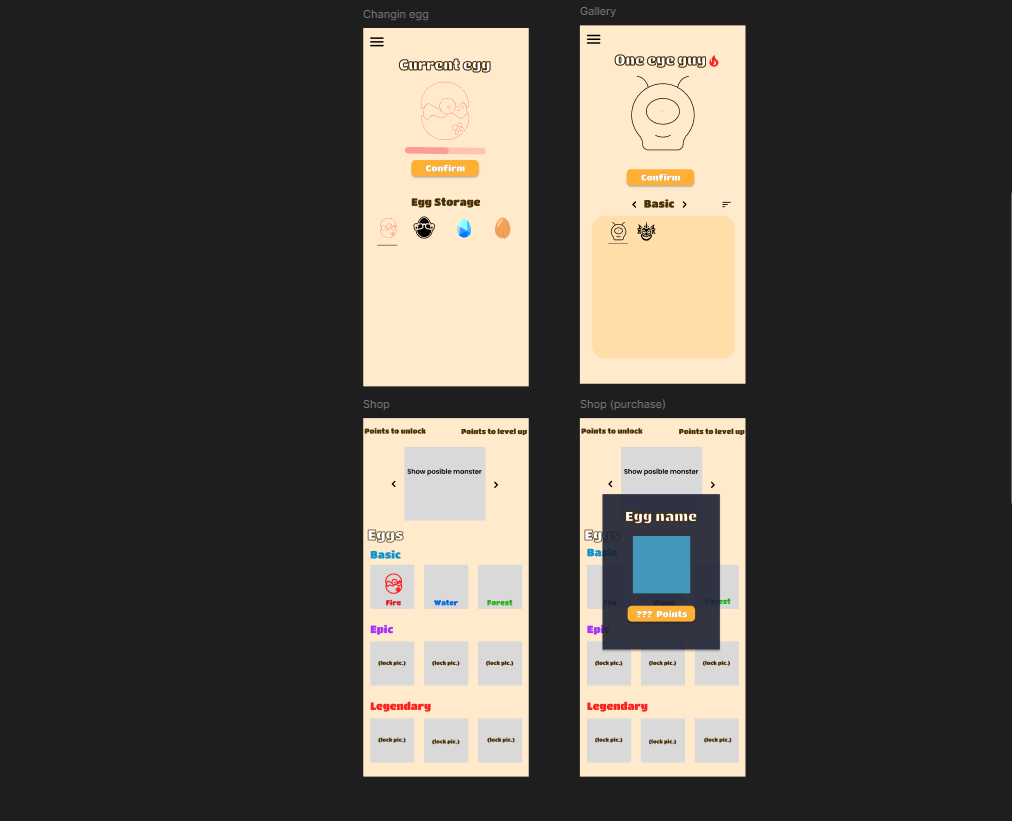 Changin egg
Current egg
Confirm
Egg Storage
Gallery
One eye guy
Confirm
Basic
Shop
Points to unlock Points to level up
Show posible monster
Eggs
Basic
Fire Water Forest
Epic
(lock pic.) (lock pic.) (lock pic.)
Legendary
(lock pic.) (lock pic.) (lock pic.)
Shop (purchase)
Points to unlock Points to level up
Show posible monster
Egg name
Eggs
Basic
Fire Water Forest
??? Points
Epic
(lock pic.) (lock pic.) (lock pic.)
Legendary
(lock pic.) (lock pic.) (lock pic.)